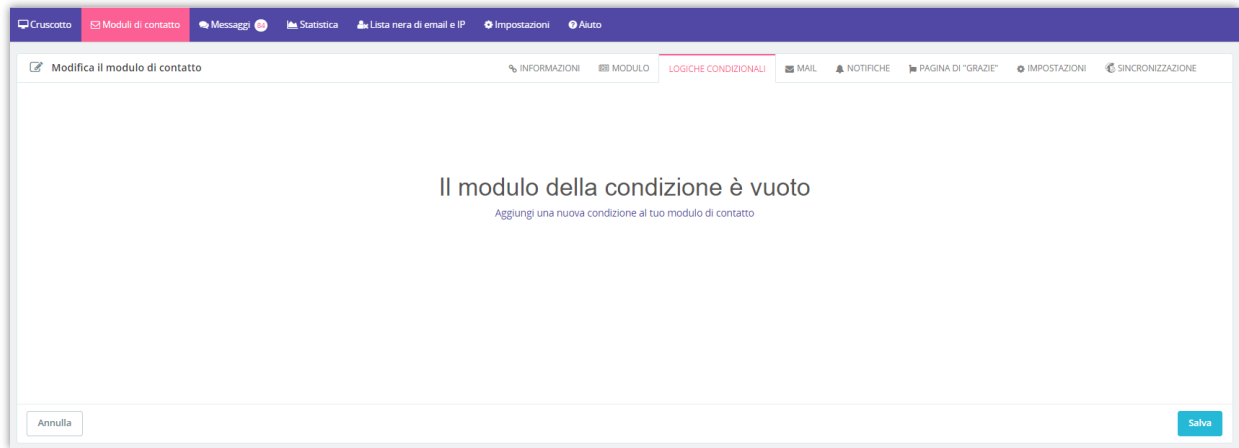 Cruscotto Moduli di contatto Messaggi 54 Statistica Lista nera di email e IP Impostazioni Aiuto
Modifica il modulo di contatto INFORMAZIONI MODULO LOGICHE CONDIZIONALI MAIL NOTIFICHE PAGINA DI "GRAZIE" IMPOSTAZIONI SINCRONIZZAZIONE
Il modulo della condizione è vuoto
Aggiungi una nuova condizione al tuo modulo di contatto
Annulla Salva